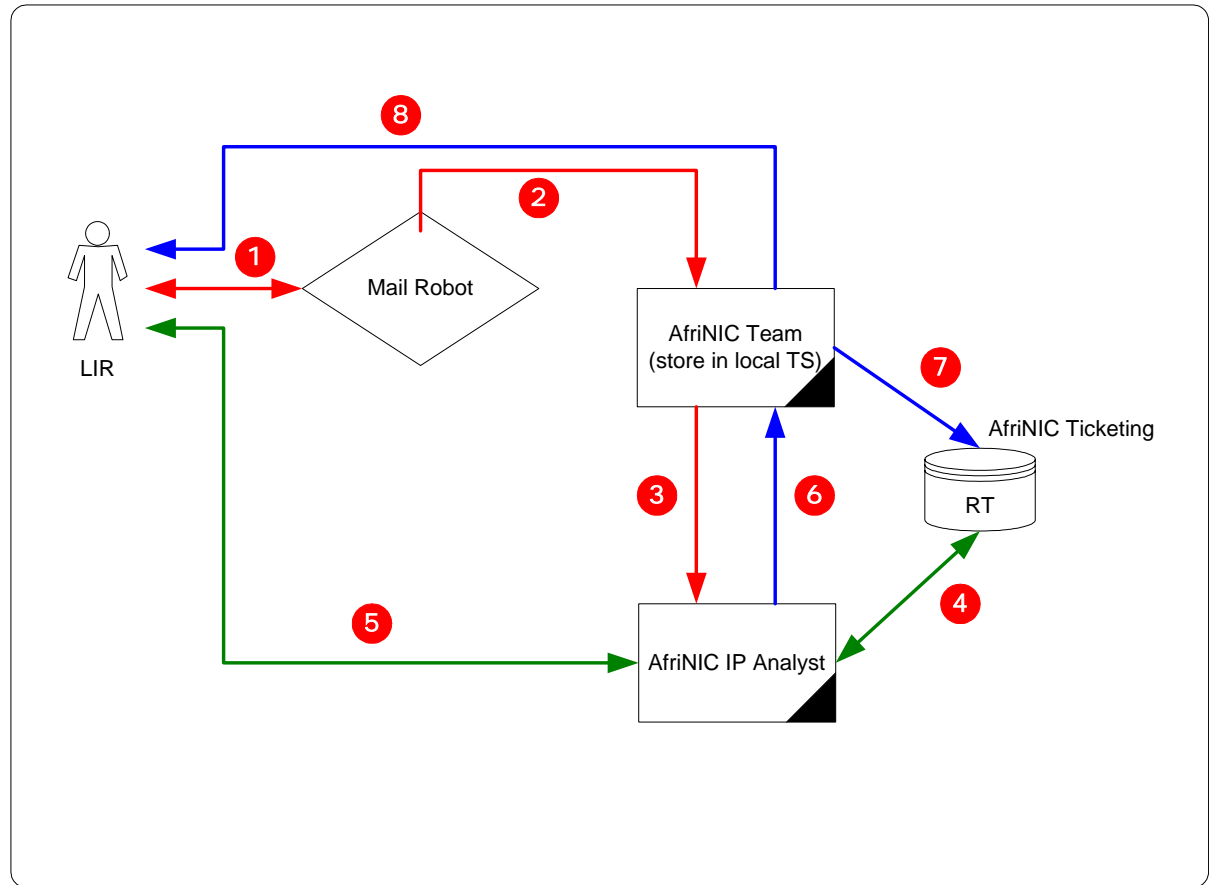 8
2
1
Mail Robot
LIR
AfriNIC Team
(store in local TS)
7
AfriNIC Ticketing
RT
3
6
4
5
AfriNIC IP Analyst